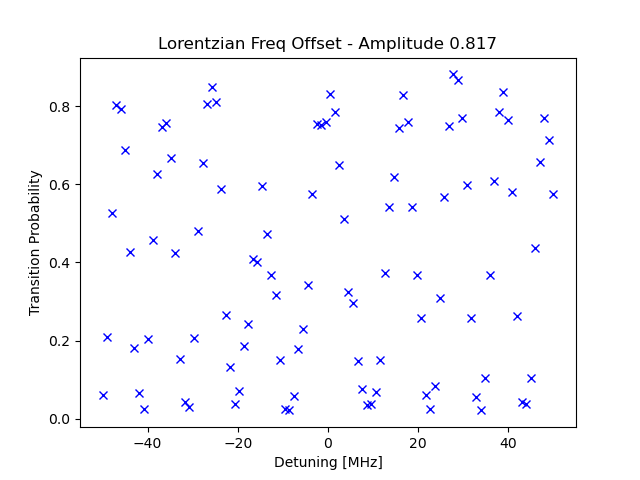 Lorentzian Freq Offset - Amplitude 0.817
0.8
0.6
0.4
0.2
0.0
Transition Probability
−40 −20 0 20 40
Detuning [MHz]